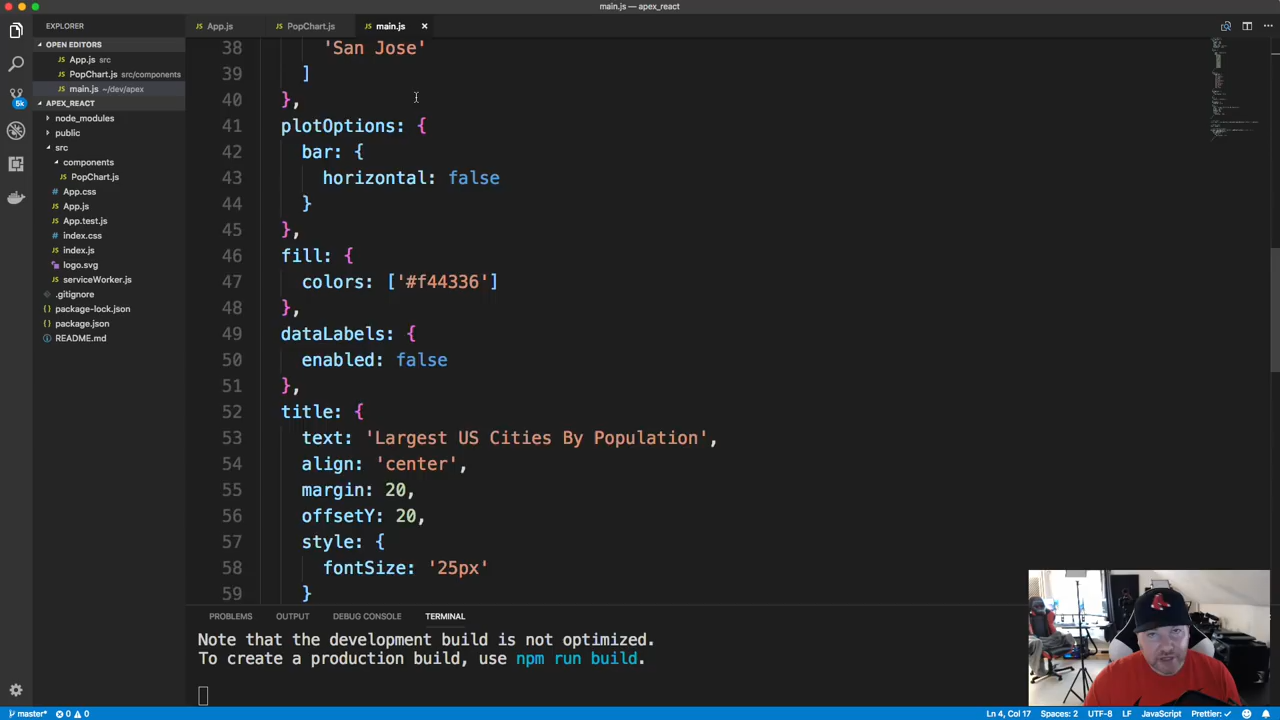 main.js — apex_react
EXPLORER
App.js
PopChart.js
main.js
OPEN EDITORS
App.js src
PopChart.js src/components
main.js ~/dev/apex
APEX_REACT
node_modules
public
src
components
PopChart.js
App.css
App.js
App.test.js
index.css
index.js
logo.svg
serviceWorker.js
.gitignore
package-lock.json
package.json
README.md
5k
38 'San Jose'
39 ]
40 },
41 plotOptions: {
42 bar: {
43 horizontal: false
44 }
45 },
46 fill: {
47 colors: ['#f44336']
48 },
49 dataLabels: {
50 enabled: false
51 },
52 title: {
53 text: 'Largest US Cities By Population',
54 align: 'center',
55 margin: 20,
56 offsetY: 20,
57 style: {
58 fontSize: '25px'
59 }
PROBLEMS OUTPUT DEBUG CONSOLE TERMINAL
Note that the development build is not optimized.
To create a production build, use npm run build.
master* 0 0
Ln 4, Col 17 Spaces: 2 UTF-8 LF JavaScript Prettier: ✓